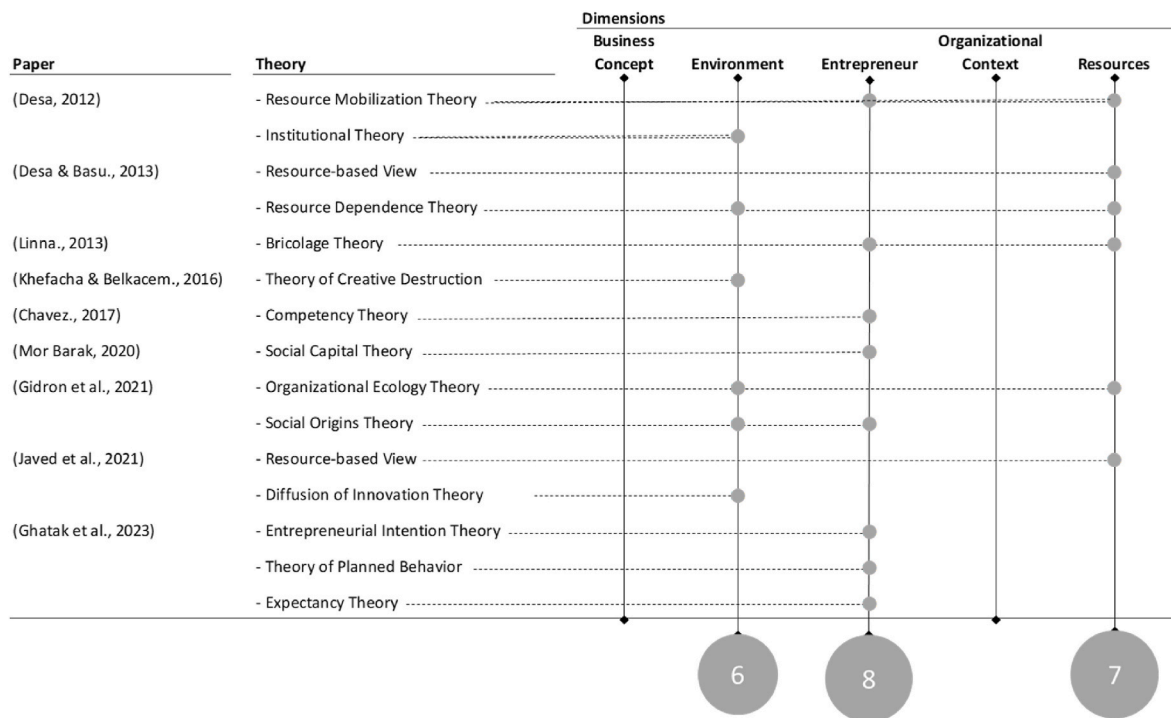 Dimensions
Business Organizational
Paper Theory Concept Environment Entrepreneur Context Resources
(Desa, 2012) - Resource Mobilization Theory
- Institutional Theory
(Desa & Basu., 2013) - Resource-based View
- Resource Dependence Theory
(Linna., 2013) - Bricolage Theory
(Khefacha & Belkacem., 2016) - Theory of Creative Destruction
(Chavez., 2017) - Competency Theory
(Mor Barak, 2020) - Social Capital Theory
(Gidron et al., 2021) - Organizational Ecology Theory
- Social Origins Theory
(Javed et al., 2021) - Resource-based View
- Diffusion of Innovation Theory
(Ghatak et al., 2023) - Entrepreneurial Intention Theory
- Theory of Planned Behavior
- Expectancy Theory
6 8 7